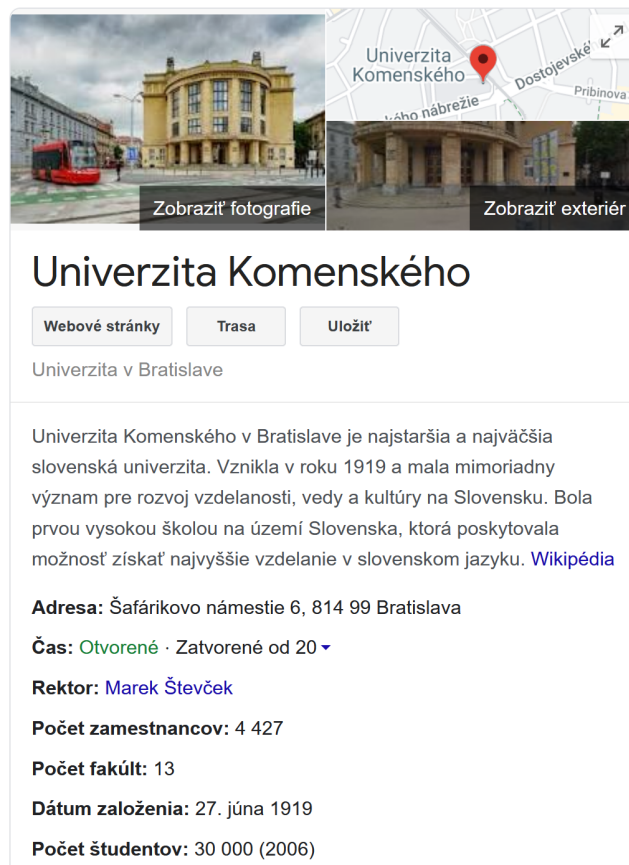 Univerzita
Komenského
Dostojevské
Pribinova
kého nábrežie
Zobraziť fotografie
Zobraziť exteriér
Univerzita Komenského
Webové stránky
Trasa
Uložiť
Univerzita v Bratislave
Univerzita Komenského v Bratislave je najstaršia a najväčšia
slovenská univerzita. Vznikla v roku 1919 a mala mimoriadny
význam pre rozvoj vzdelanosti, vedy a kultúry na Slovensku. Bola
prvou vysokou školou na území Slovenska, ktorá poskytovala
možnosť získať najvyššie vzdelanie v slovenskom jazyku. Wikipédia
Adresa: Šafárikovo námestie 6, 814 99 Bratislava
Čas: Otvorené · Zatvorené od 20
Rektor: Marek Števček
Počet zamestnancov: 4 427
Počet fakúlt: 13
Dátum založenia: 27. júna 1919
Počet študentov: 30 000 (2006)